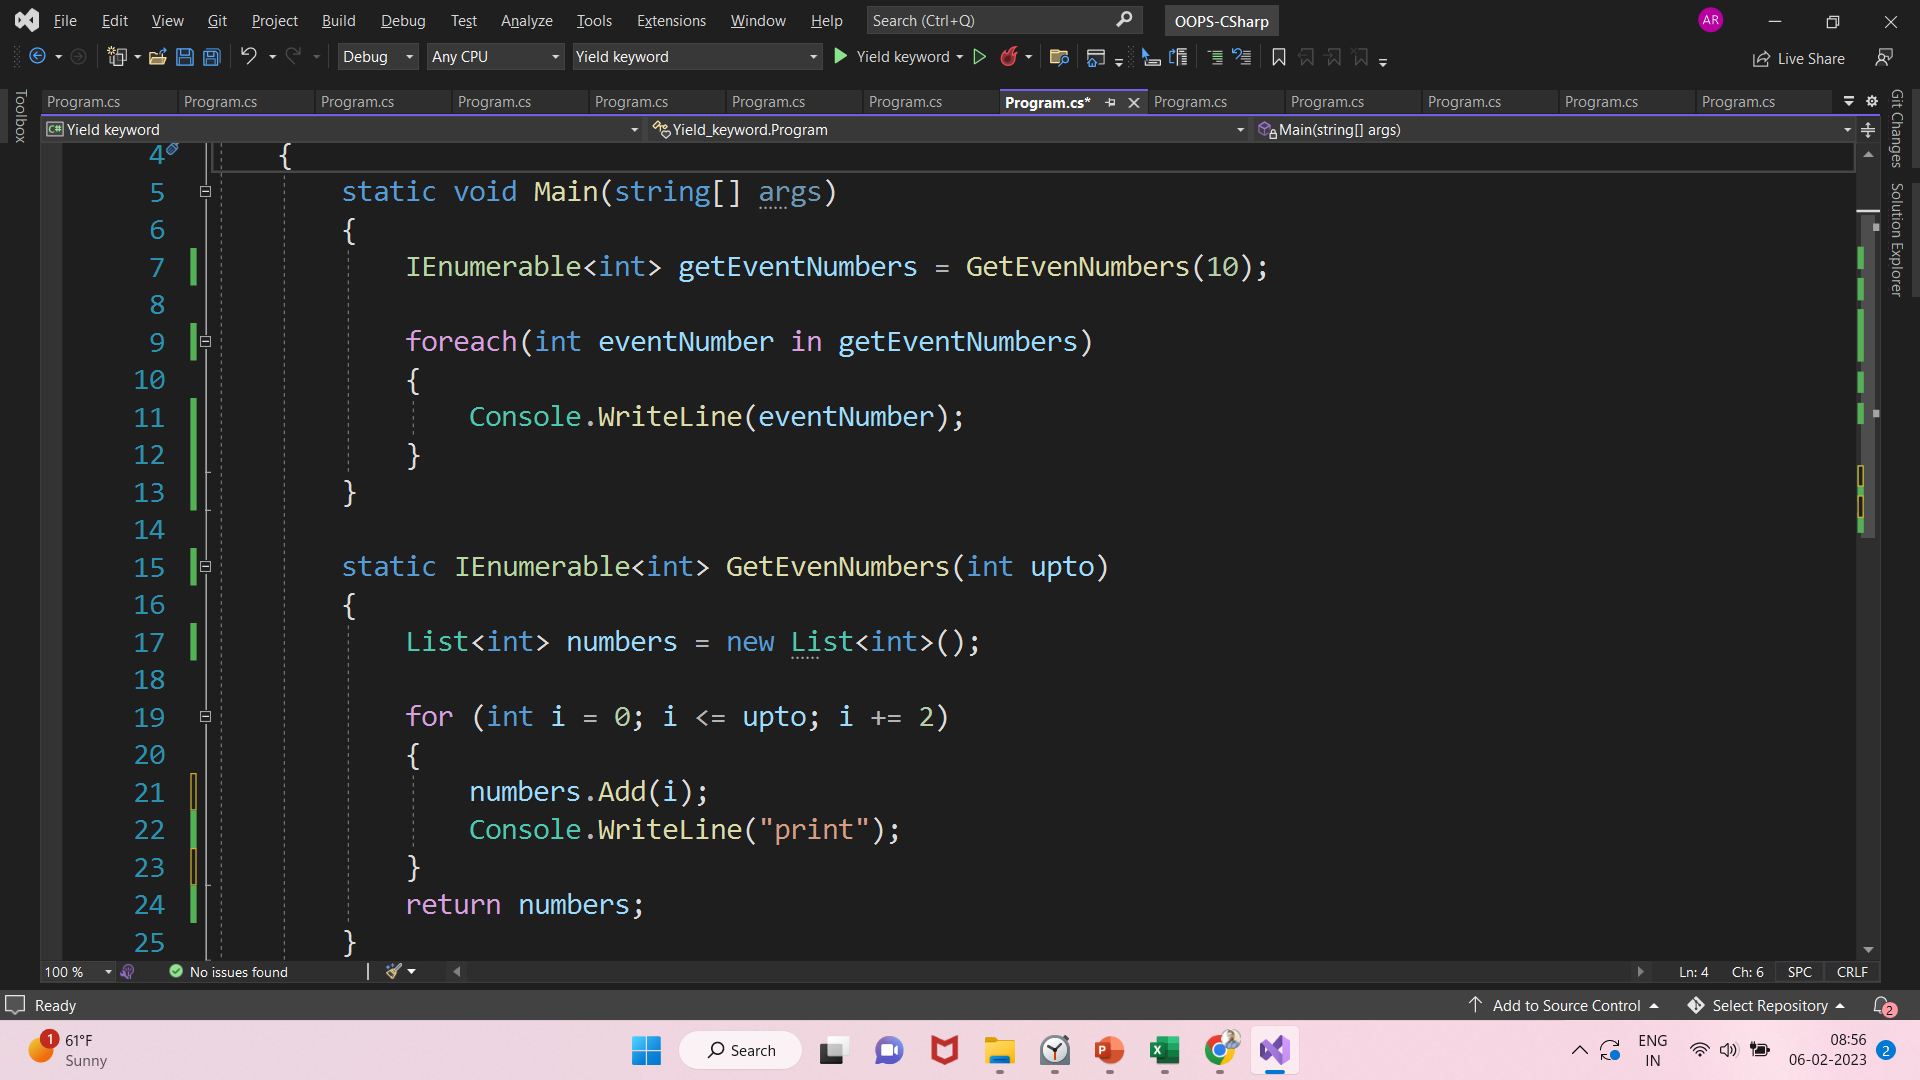 File Edit View Git Project Build Debug Test Analyze Tools Extensions Window Help Search (Ctrl+Q) OOPS-CSharp AR
Debug Any CPU Yield keyword Yield keyword Live Share
Toolbox
Program.cs Program.cs Program.cs Program.cs Program.cs Program.cs Program.cs Program.cs* Program.cs Program.cs Program.cs Program.cs Program.cs
C# Yield keyword Yield_keyword.Program Main(string[] args)
Git Changes
Solution Explorer
4 {
5 static void Main(string[] args)
6 {
7 IEnumerable<int> getEventNumbers = GetEvenNumbers(10);
8
9 foreach(int eventNumber in getEventNumbers)
10 {
11 Console.WriteLine(eventNumber);
12 }
13 }
14
15 static IEnumerable<int> GetEvenNumbers(int upto)
16 {
17 List<int> numbers = new List<int>();
18
19 for (int i = 0; i <= upto; i += 2)
20 {
21 numbers.Add(i);
22 Console.WriteLine("print");
23 }
24 return numbers;
25 }
100 % No issues found Ln: 4 Ch: 6 SPC CRLF
Ready Add to Source Control Select Repository 2
1 61°F
Sunny
Search
ENG
IN
08:56
06-02-2023
2